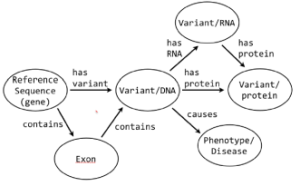 Variant/RNA
has
RNA
has
protein
Reference
Sequence
(gene)
has
variant
Variant/DNA
has
protein
Variant/
protein
contains
contains
causes
Exon
Phenotype/
Disease